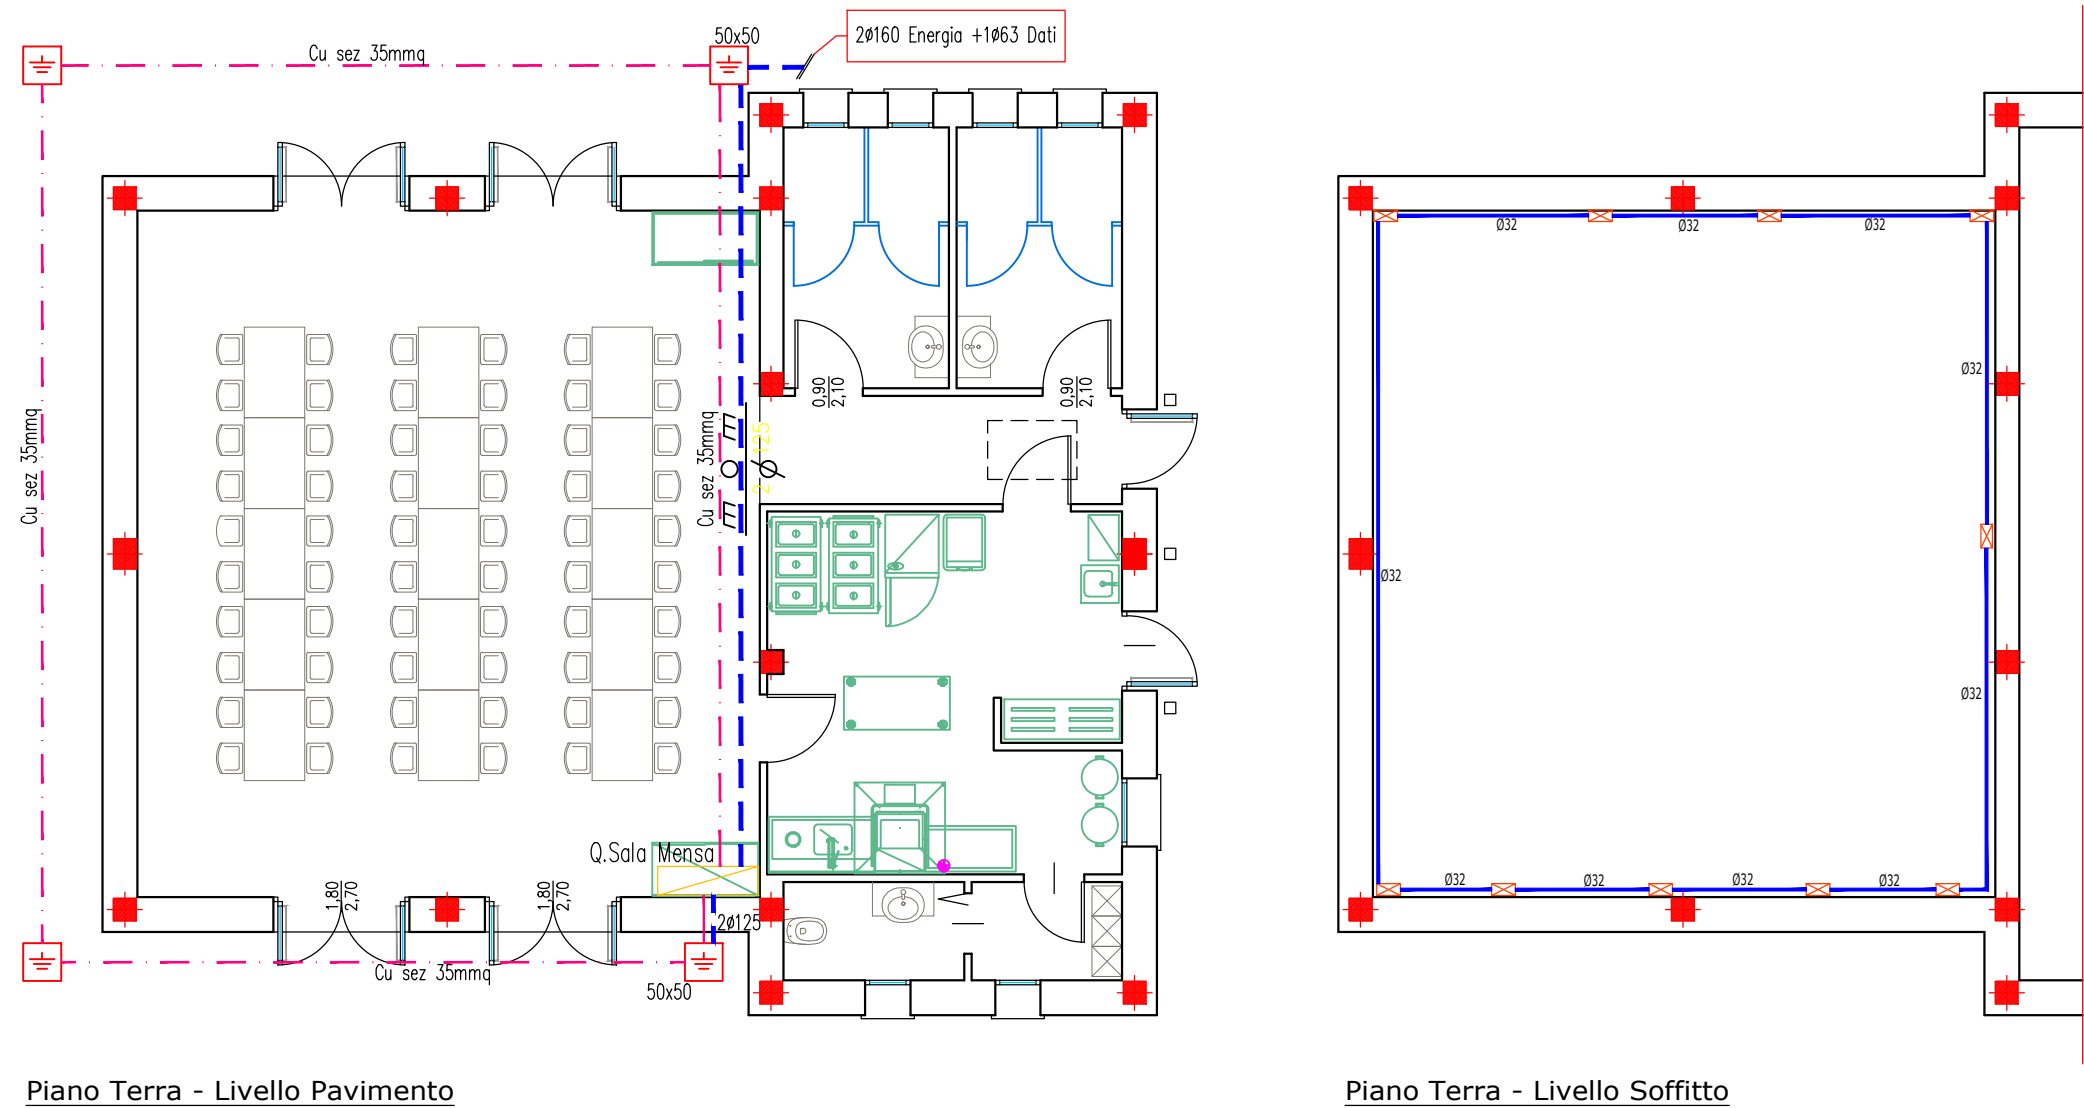 50x50
2ø160 Energia +1ø63 Dati
Cu sez 35mmq
Ø32
Ø32
Ø32
0,90
2,10
0,90
2,10
Ø32
Cu sez 35mmq
Cu sez 35mmq
2 ø 125
Ø32
Ø32
Q.Sala Mensa
1,80
2,70
1,80
2,70
Ø32
Ø32
Ø32
Ø32
2ø125
Cu sez 35mmq
50x50
Piano Terra - Livello Pavimento
Piano Terra - Livello Soffitto